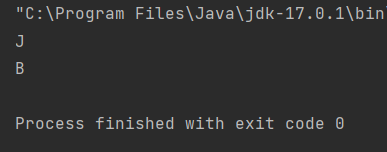 "C:\Program Files\Java\jdk-17.0.1\bin
J
B
Process finished with exit code 0